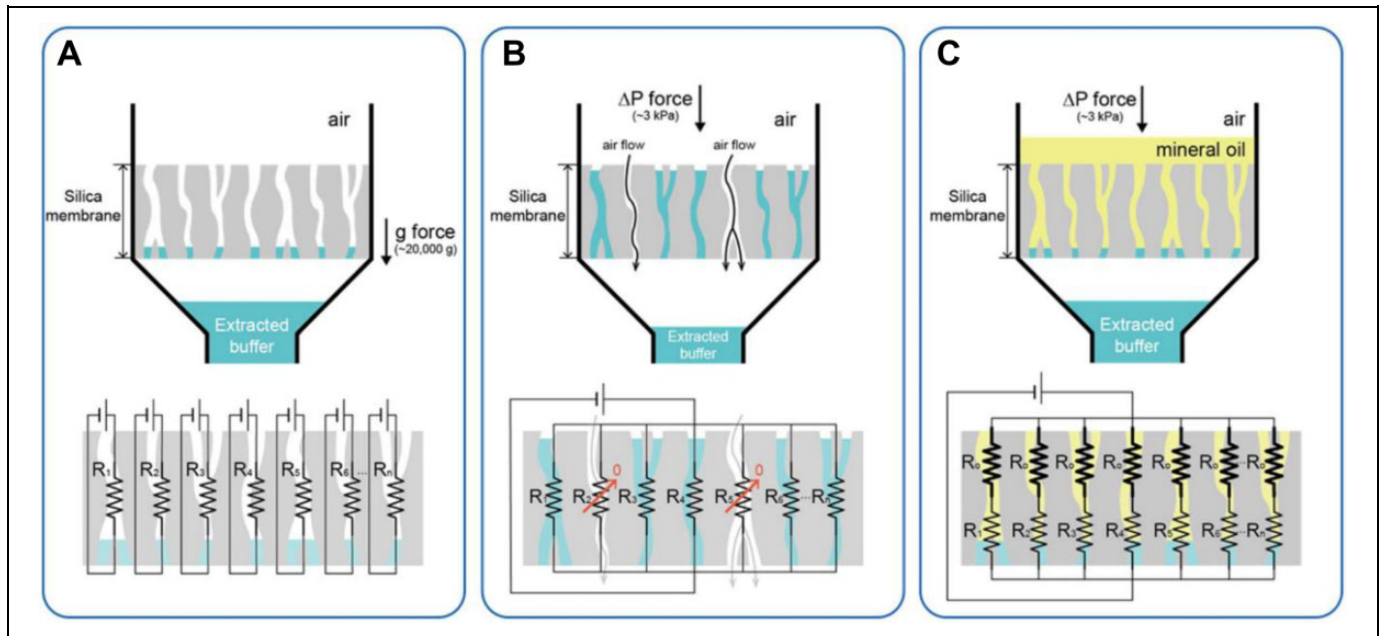 A
air
Silica
membrane
g force
(~20,000 g)
Extracted
buffer
R₁ R₂ R₃ R₄ R₅ R₆ ... Rₙ
B
ΔP force
(~3 kPa)
air
air flow air flow
Silica
membrane
Extracted
buffer
0 0
R₁ R₂ R₃ R₄ R₅ R₆ ... Rₙ
C
ΔP force
(~3 kPa)
air
mineral oil
Silica
membrane
Extracted
buffer
Rₒ Rₒ Rₒ Rₒ Rₒ Rₒ ... Rₒ
R₁ R₂ R₃ R₄ R₅ R₆ ... Rₙ